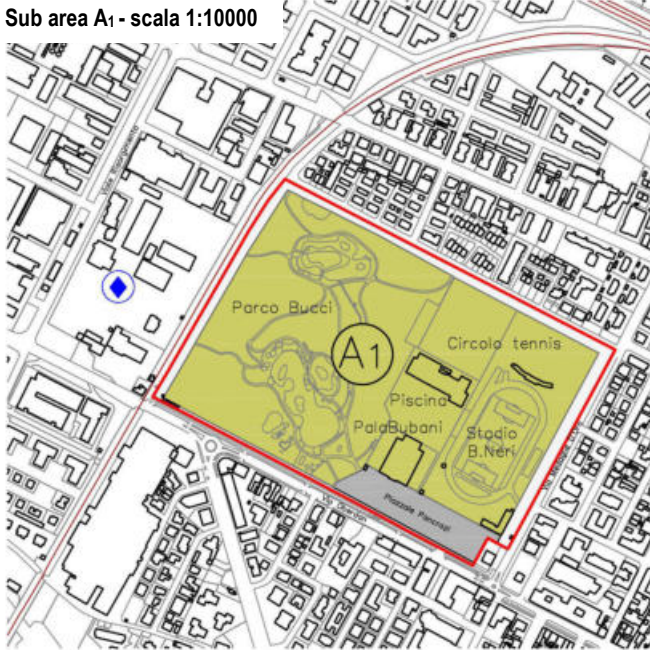 Sub area A1 - scala 1:10000
Parco Bucci
A1
Circolo tennis
Piscina
PalaBubani
Stadio
B.Neri
Piazzale Pancrazi